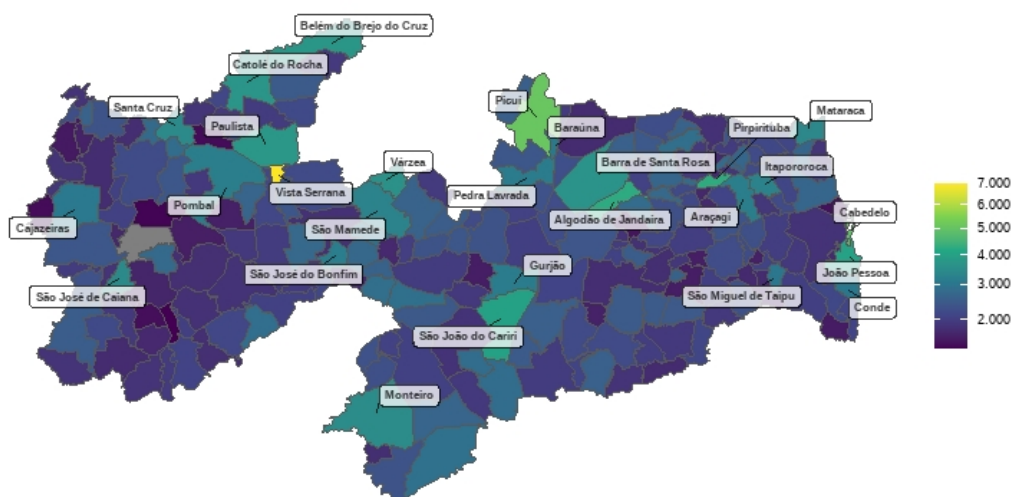 Belém do Brejo do Cruz
Catolé do Rocha
Santa Cruz
Paulista
Picuí
Baraúna
Pirpirituba
Mataraca
Várzea
Barra de Santa Rosa
Itapororoca
Vista Serrana
Pedra Lavrada
Pombal
Cajazeiras
São Mamede
Algodão de Jandaíra
Araçagi
Cabedelo
São José do Bonfim
Gurjão
João Pessoa
São José de Caiana
São Miguel de Taipu
Conde
São João do Cariri
Monteiro
7.000
6.000
5.000
4.000
3.000
2.000